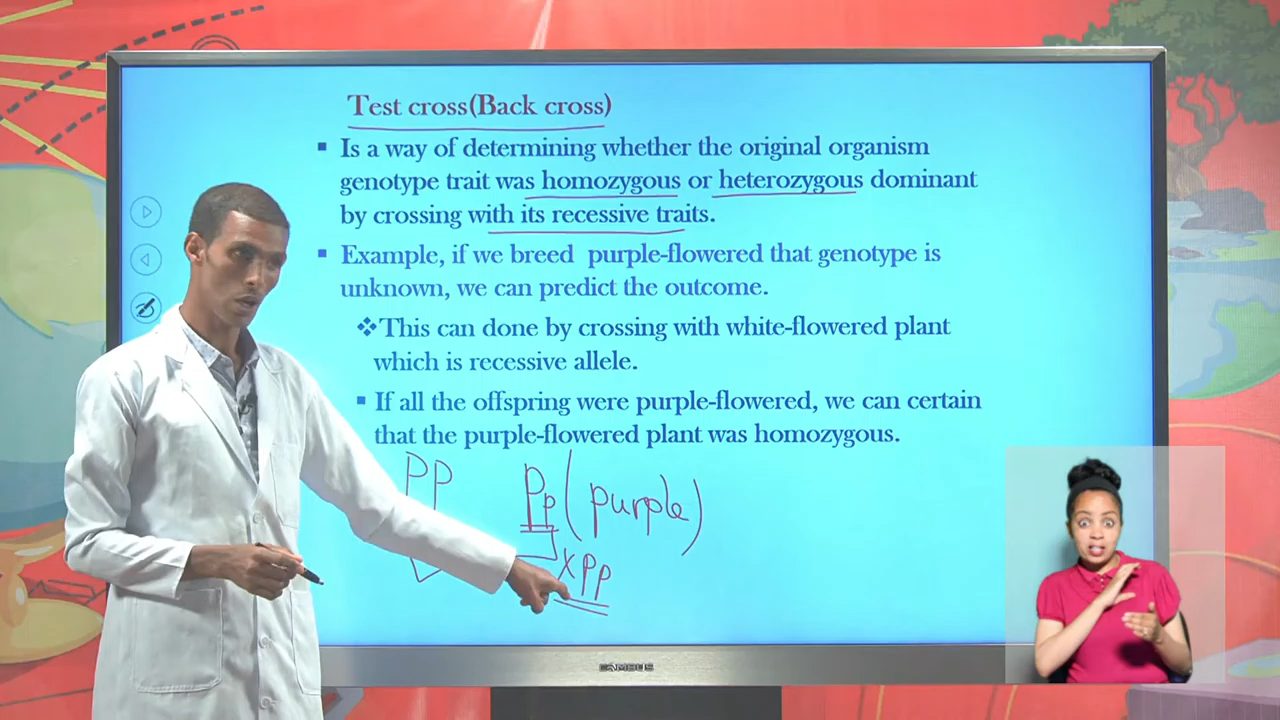 Test cross(Back cross)
▪ Is a way of determining whether the original organism
genotype trait was homozygous or heterozygous dominant
by crossing with its recessive traits.
▪ Example, if we breed purple-flowered that genotype is
unknown, we can predict the outcome.
❖This can done by crossing with white-flowered plant
which is recessive allele.
▪ If all the offspring were purple-flowered, we can certain
that the purple-flowered plant was homozygous.
PP Pp (purple)
x pp